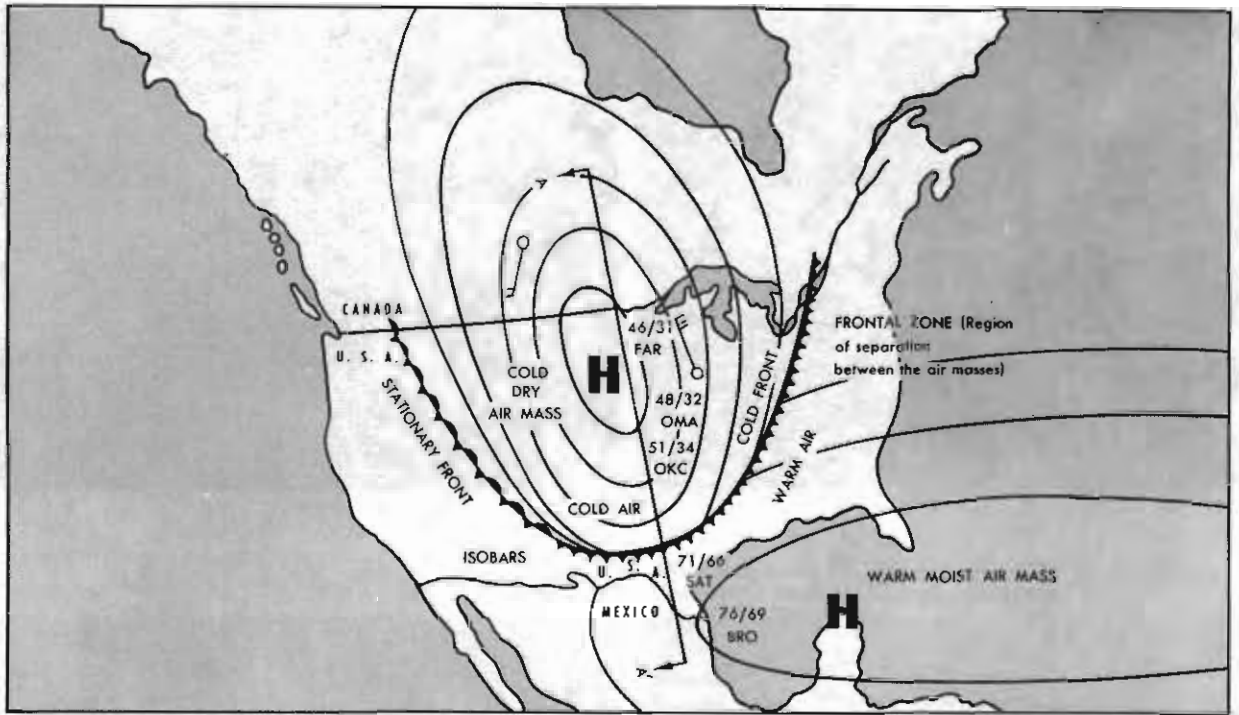 CANADA
U. S. A.
STATIONARY FRONT
COLD
DRY
AIR MASS
H
46/31
FAR
48/32
OMA
51/34
OKC
COLD FRONT
WARM AIR
FRONTAL ZONE (Region
of separation
between the air masses)
COLD AIR
ISOBARS
U. S. A.
71/66
SAT
MEXICO
76/69
BRO
WARM MOIST AIR MASS
H